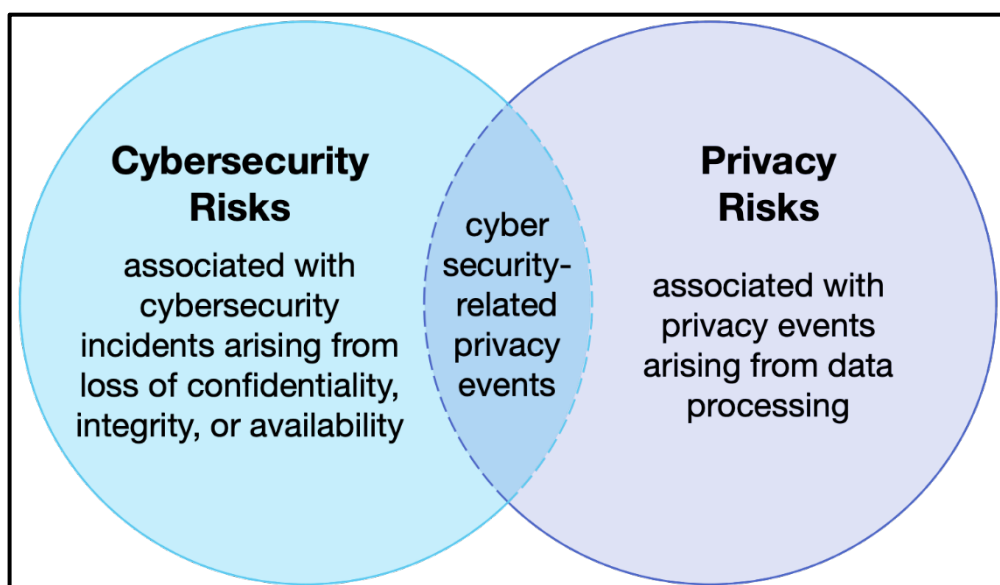 Cybersecurity
Risks
associated with
cybersecurity
incidents arising from
loss of confidentiality,
integrity, or availability
cyber
security-
related
privacy
events
Privacy
Risks
associated with
privacy events
arising from data
processing